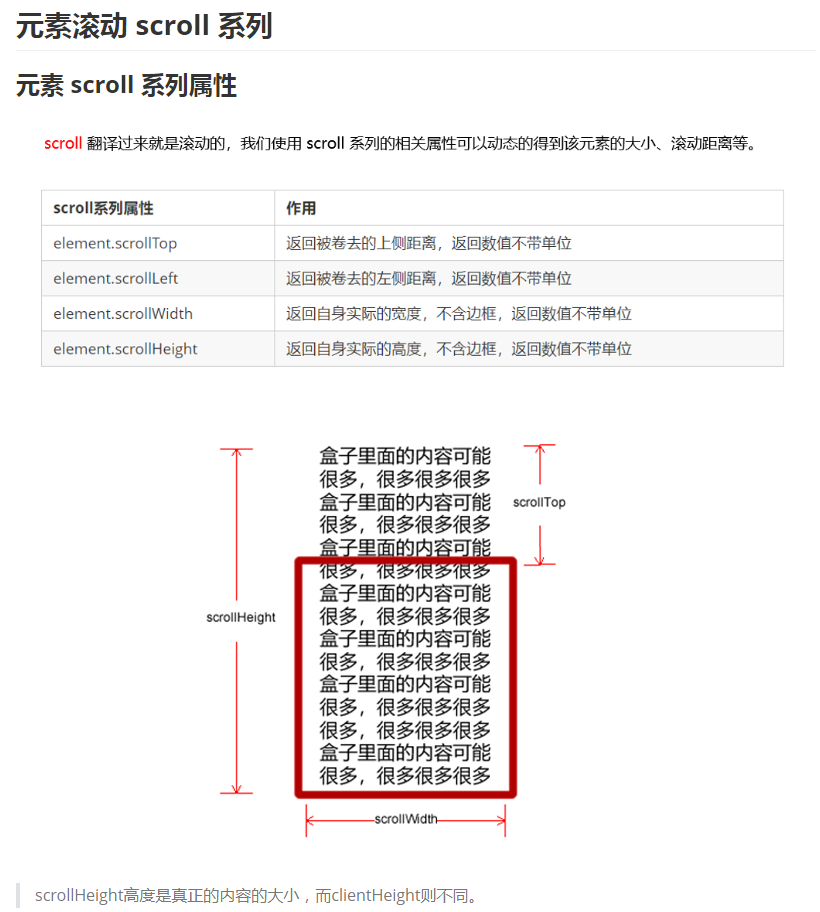 元素滚动 scroll 系列
元素 scroll 系列属性
scroll 翻译过来就是滚动的，我们使用 scroll 系列的相关属性可以动态的得到该元素的大小、滚动距离等。
scroll系列属性 作用
element.scrollTop 返回被卷去的上侧距离，返回数值不带单位
element.scrollLeft 返回被卷去的左侧距离，返回数值不带单位
element.scrollWidth 返回自身实际的宽度，不含边框，返回数值不带单位
element.scrollHeight 返回自身实际的高度，不含边框，返回数值不带单位
盒子里面的内容可能
很多，很多很多很多
盒子里面的内容可能
scrollTop
很多，很多很多很多
盒子里面的内容可能
很多，很多很多很多
盒子里面的内容可能
很多，很多很多很多
scrollHeight
盒子里面的内容可能
很多，很多很多很多
盒子里面的内容可能
很多，很多很多很多
很多，很多很多很多
盒子里面的内容可能
很多，很多很多很多
scrollWidth
scrollHeight高度是真正的内容的大小，而clientHeight则不同。